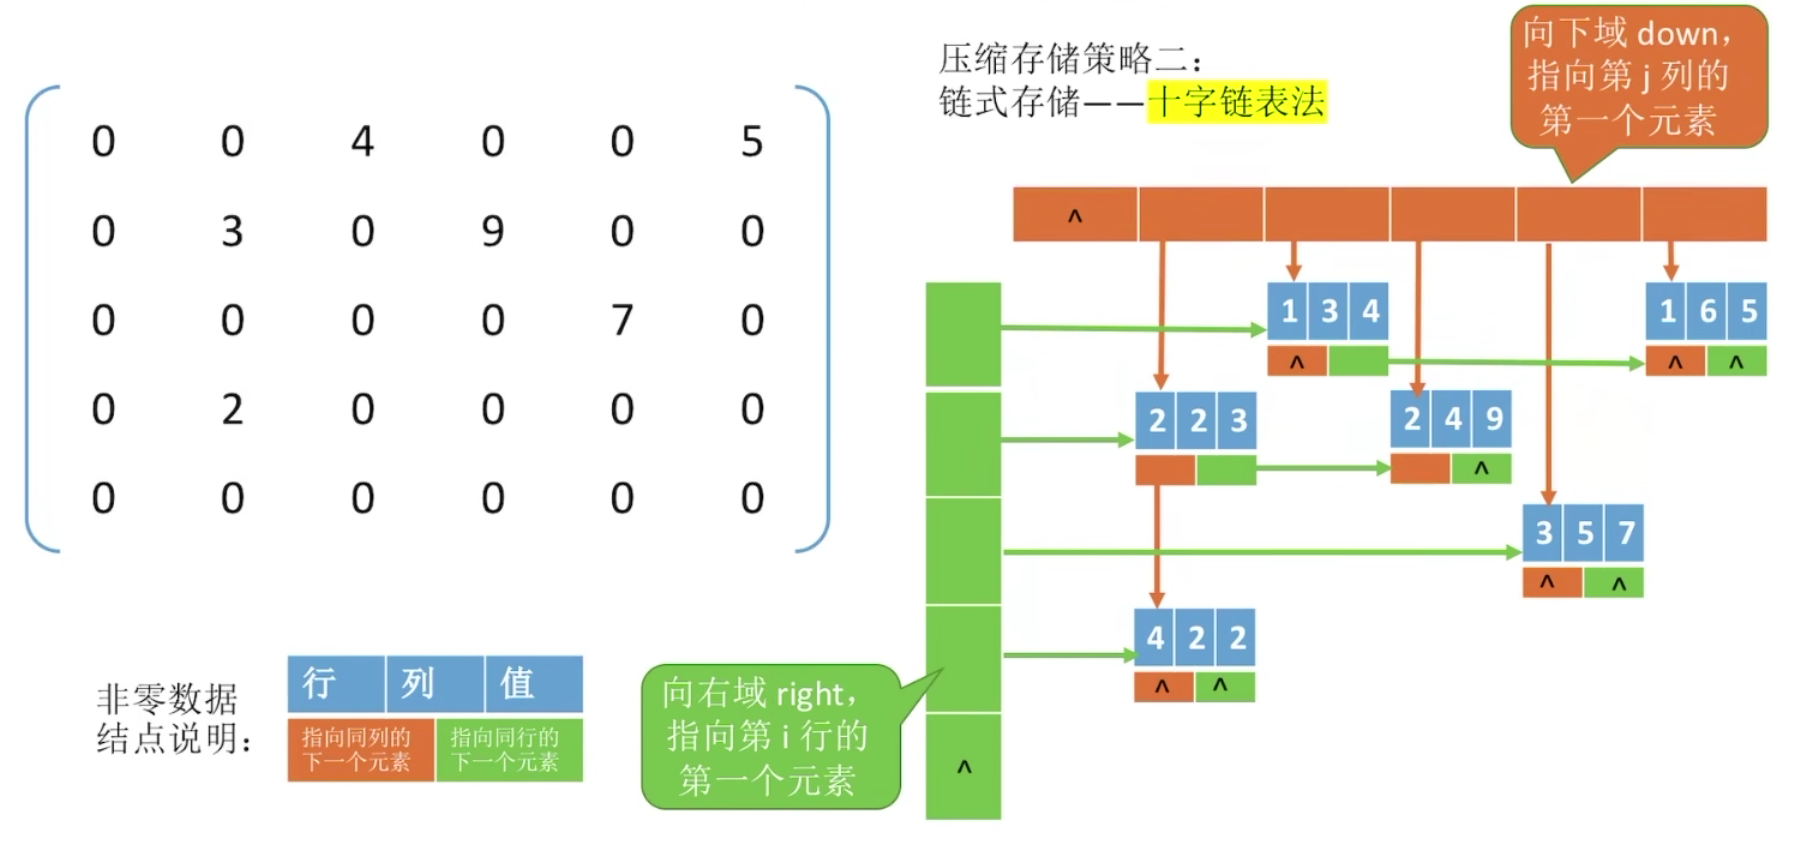 0 0 4 0 0 5
0 3 0 9 0 0
0 0 0 0 7 0
0 2 0 0 0 0
0 0 0 0 0 0
压缩存储策略二：
链式存储——十字链表法
向下域 down，
指向第 j 列的
第一个元素
^
1 3 4
1 6 5
^
^ ^
2 2 3
2 4 9
^
3 5 7
^ ^
4 2 2
^ ^
向右域 right，
指向第 i 行的
第一个元素
^
非零数据
结点说明：
行 列 值
指向同列的
下一个元素
指向同行的
下一个元素